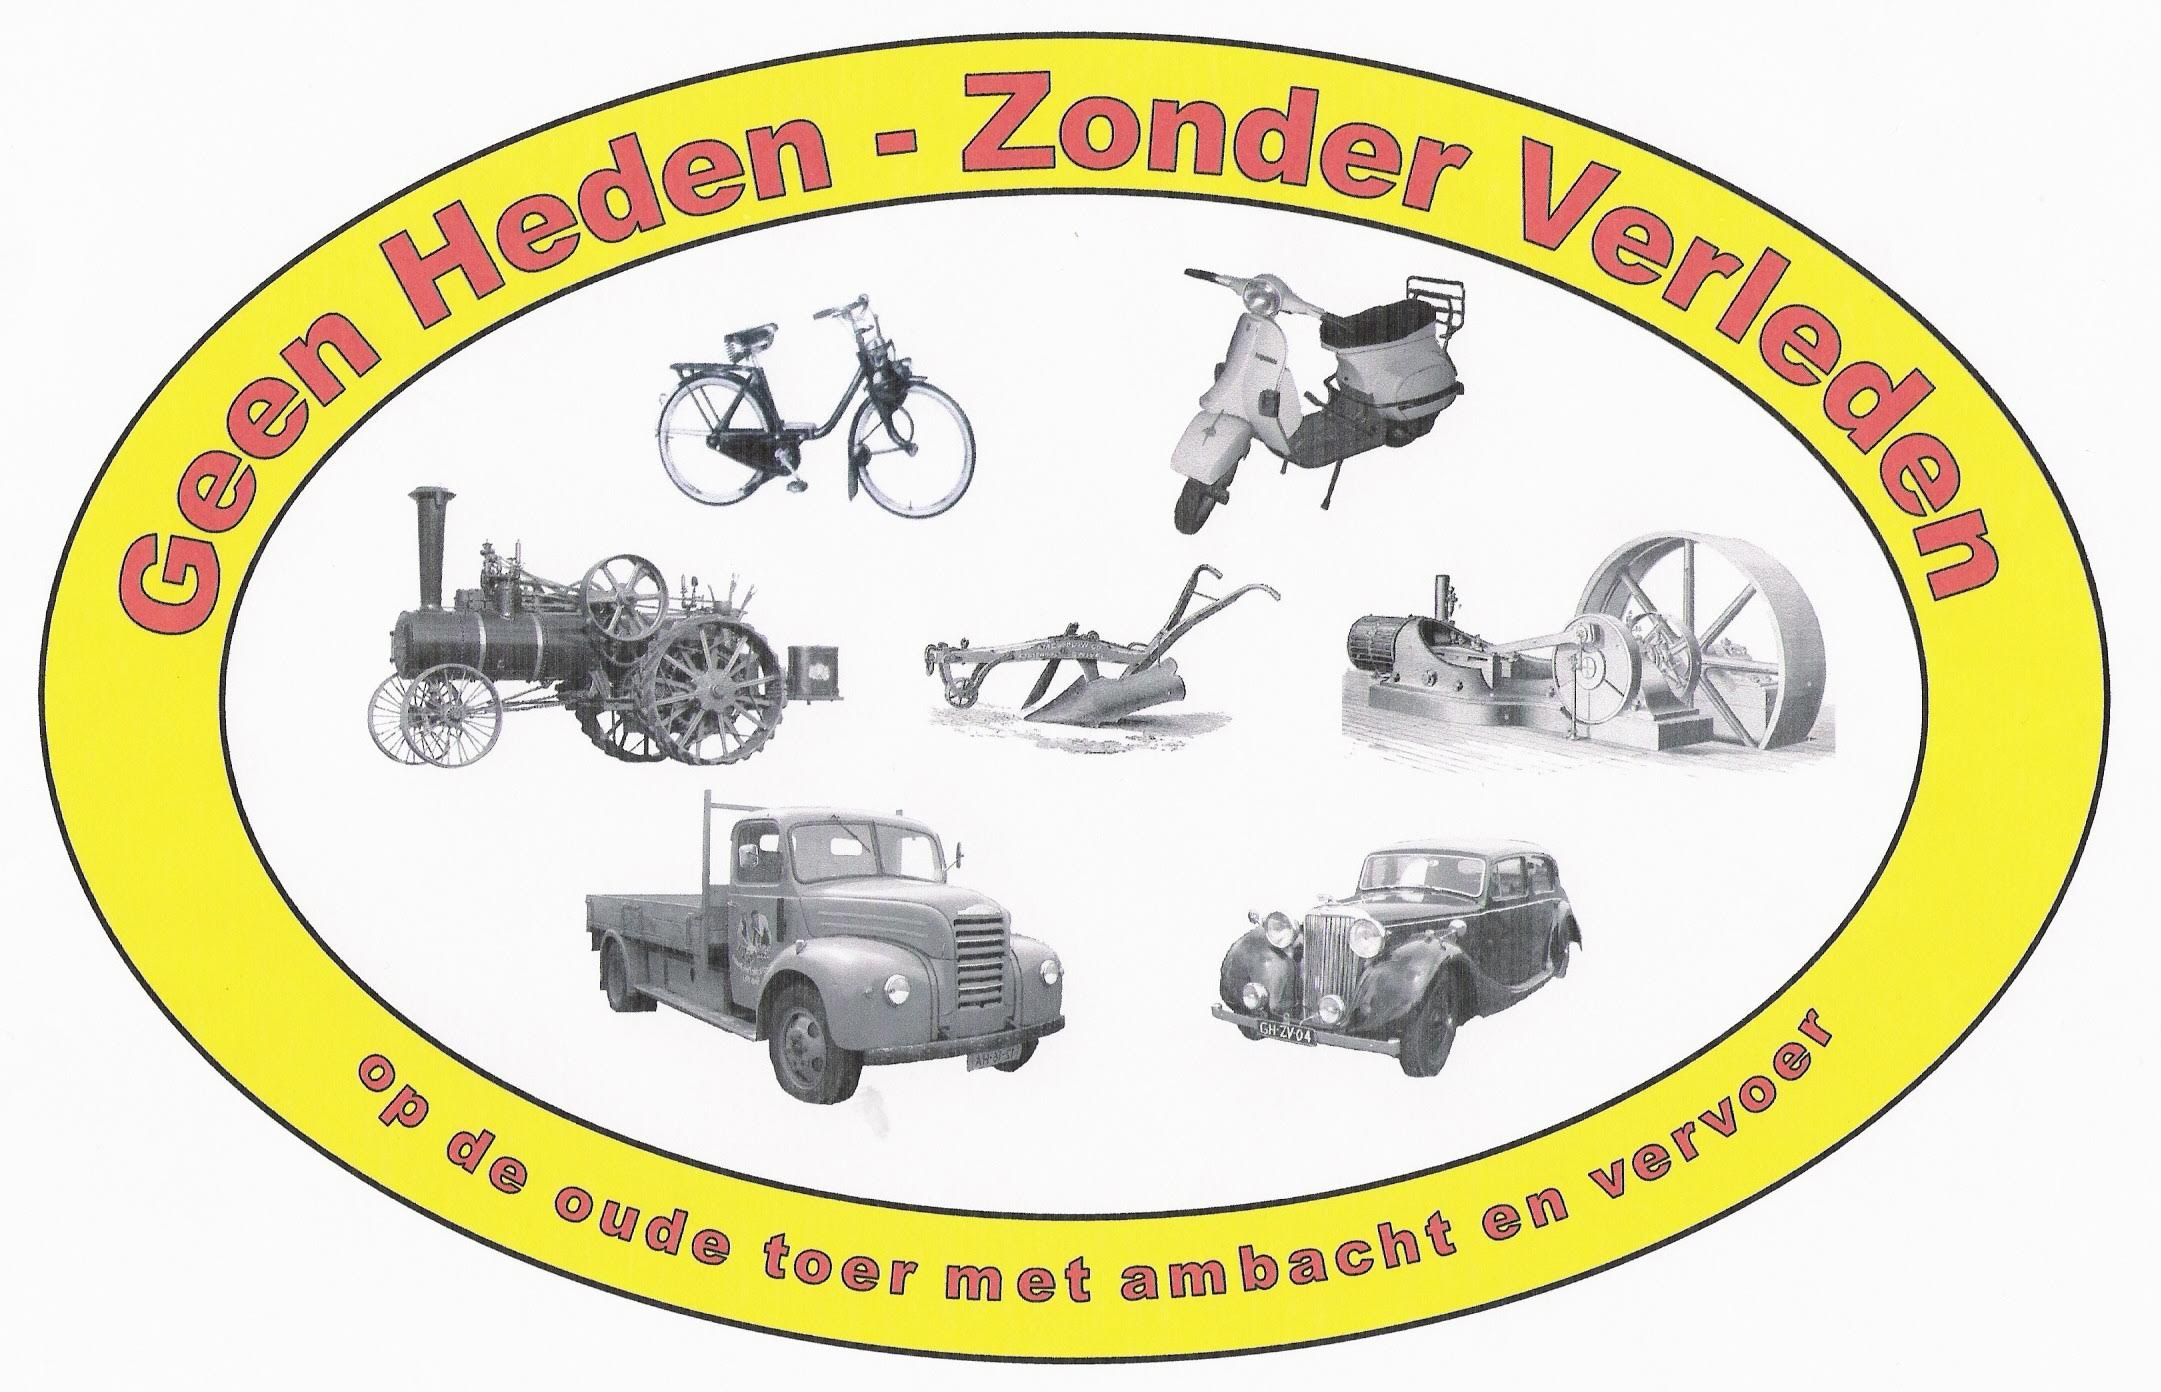 Geen Heden - Zonder Verleden
GH-ZV-04
op de oude toer met ambacht en vervoer